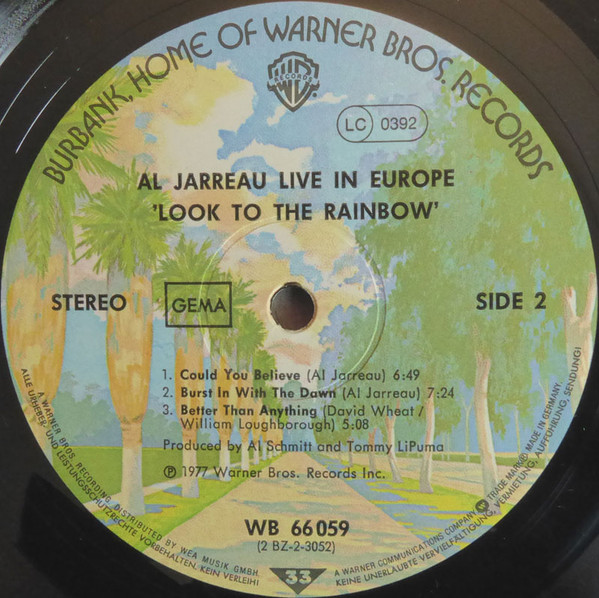 BURBANK, HOME OF WARNER BROS. RECORDS
RECORDS
LC 0392
AL JARREAU LIVE IN EUROPE
'LOOK TO THE RAINBOW'
STEREO GEMA SIDE 2
1. Could You Believe (Al Jarreau) 6:49
2. Burst In With The Dawn (Al Jarreau) 7:24
3. Better Than Anything (David Wheat /
William Loughborough) 5:08
Produced by Al Schmitt and Tommy LiPuma
℗ 1977 Warner Bros. Records Inc.
WB 66 059
(2 BZ-2-3052)
33
A WARNER BROS. RECORDING DISTRIBUTED BY WEA MUSIK GMBH.
ALLE URHEBER- UND LEISTUNGSSCHUTZRECHTE VORBEHALTEN. KEIN VERLEIH!
A WARNER COMMUNICATIONS COMPANY TRADE MARK® MADE IN GERMANY.
KEINE UNERLAUBTE VERVIELFÄLTIGUNG, VERMIETUNG, AUFFÜHRUNG, SENDUNG!